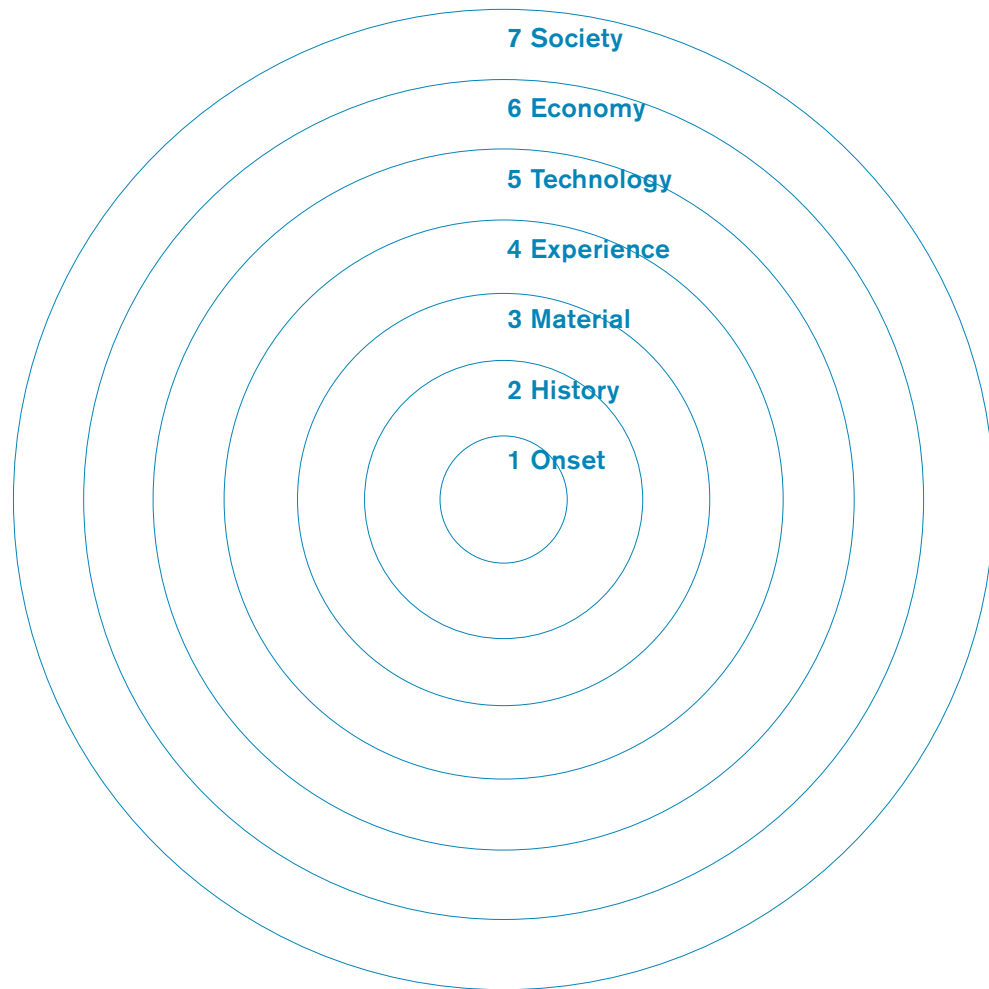 7 Society
6 Economy
5 Technology
4 Experience
3 Material
2 History
1 Onset